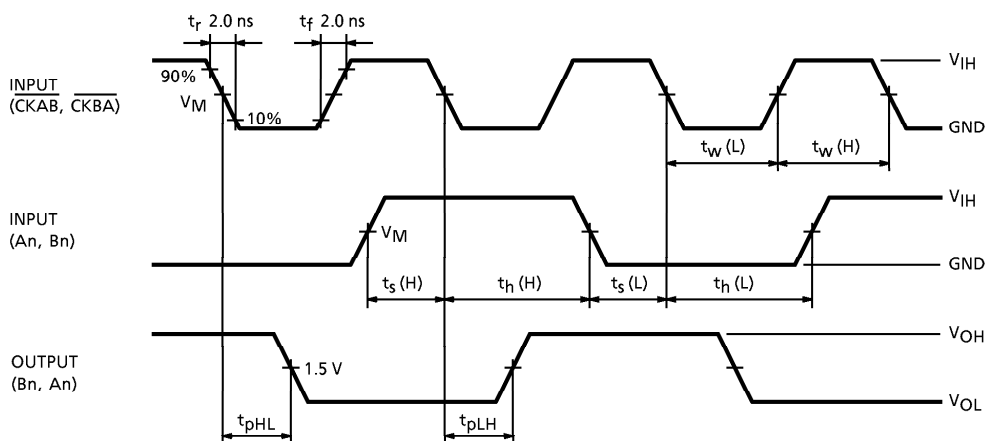 tr 2.0 ns
tf 2.0 ns
INPUT
(CKAB, CKBA)
90%
VM
10%
VIH
GND
tw (L)
tw (H)
INPUT
(An, Bn)
VM
VIH
GND
ts (H)
th (H)
ts (L)
th (L)
OUTPUT
(Bn, An)
1.5 V
VOH
VOL
tpHL
tpLH